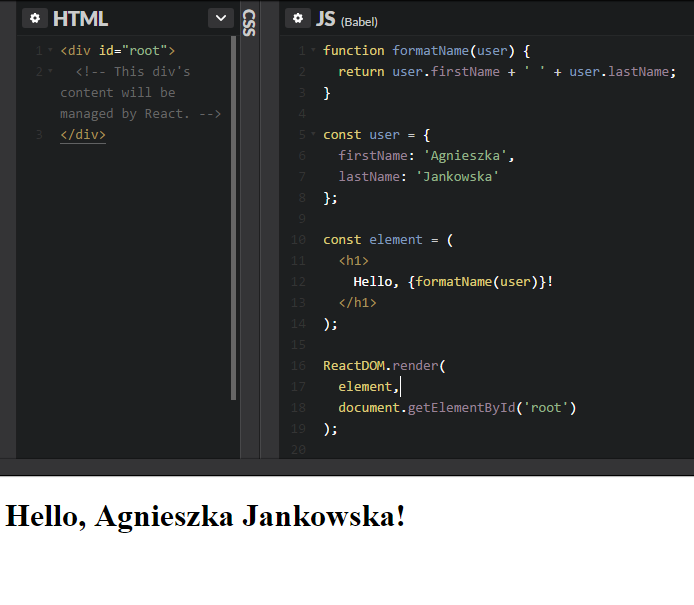 HTML
1 <div id="root">
2 <!-- This div's
content will be
managed by React. -->
3 </div>
CSS
JS (Babel)
1 function formatName(user) {
2 return user.firstName + ' ' + user.lastName;
3 }
4
5 const user = {
6 firstName: 'Agnieszka',
7 lastName: 'Jankowska'
8 };
9
10 const element = (
11 <h1>
12 Hello, {formatName(user)}!
13 </h1>
14 );
15
16 ReactDOM.render(
17 element,
18 document.getElementById('root')
19 );
20
Hello, Agnieszka Jankowska!